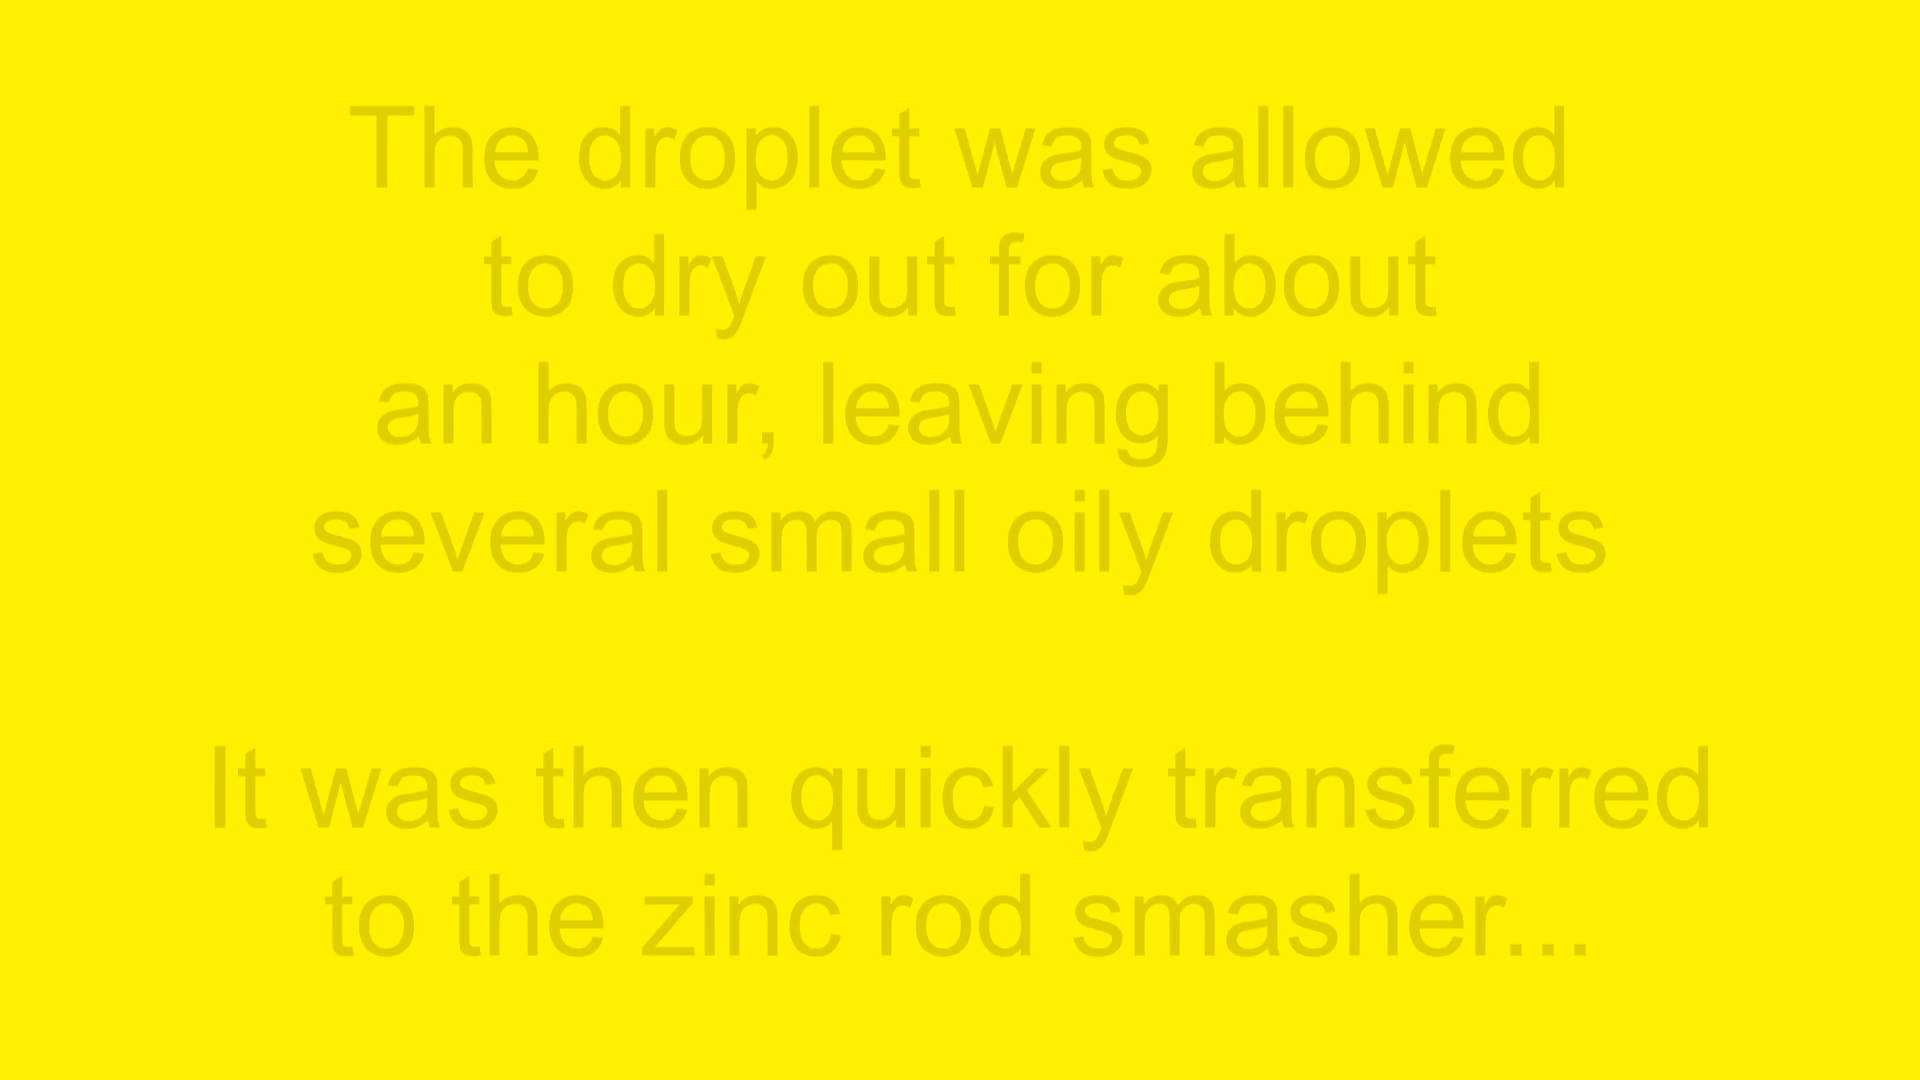 The droplet was allowed
to dry out for about
an hour, leaving behind
several small oily droplets
It was then quickly transferred
to the zinc rod smasher...